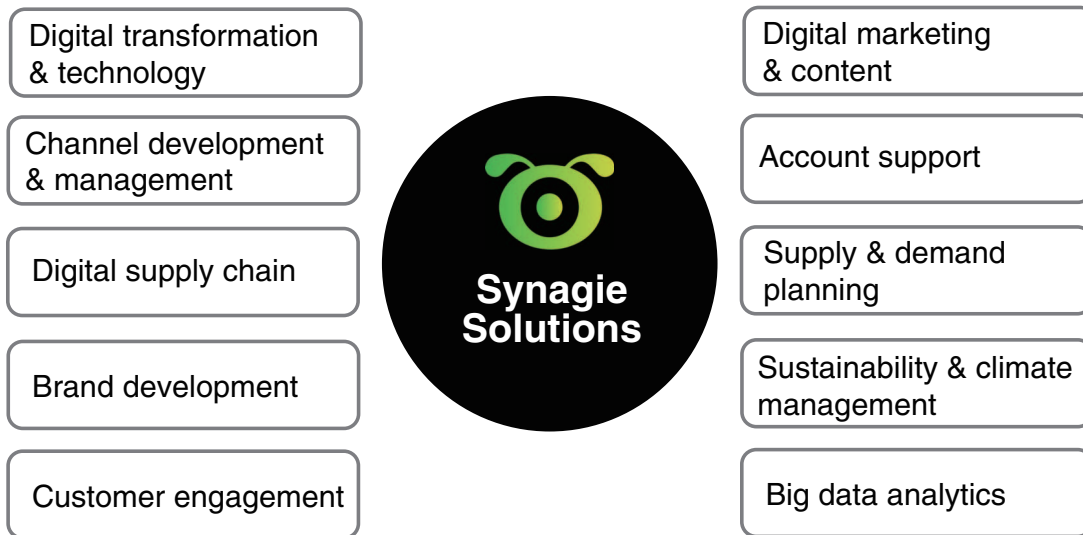 Digital transformation
& technology
Channel development
& management
Digital supply chain
Brand development
Customer engagement
Synagie
Solutions
Digital marketing
& content
Account support
Supply & demand
planning
Sustainability & climate
management
Big data analytics